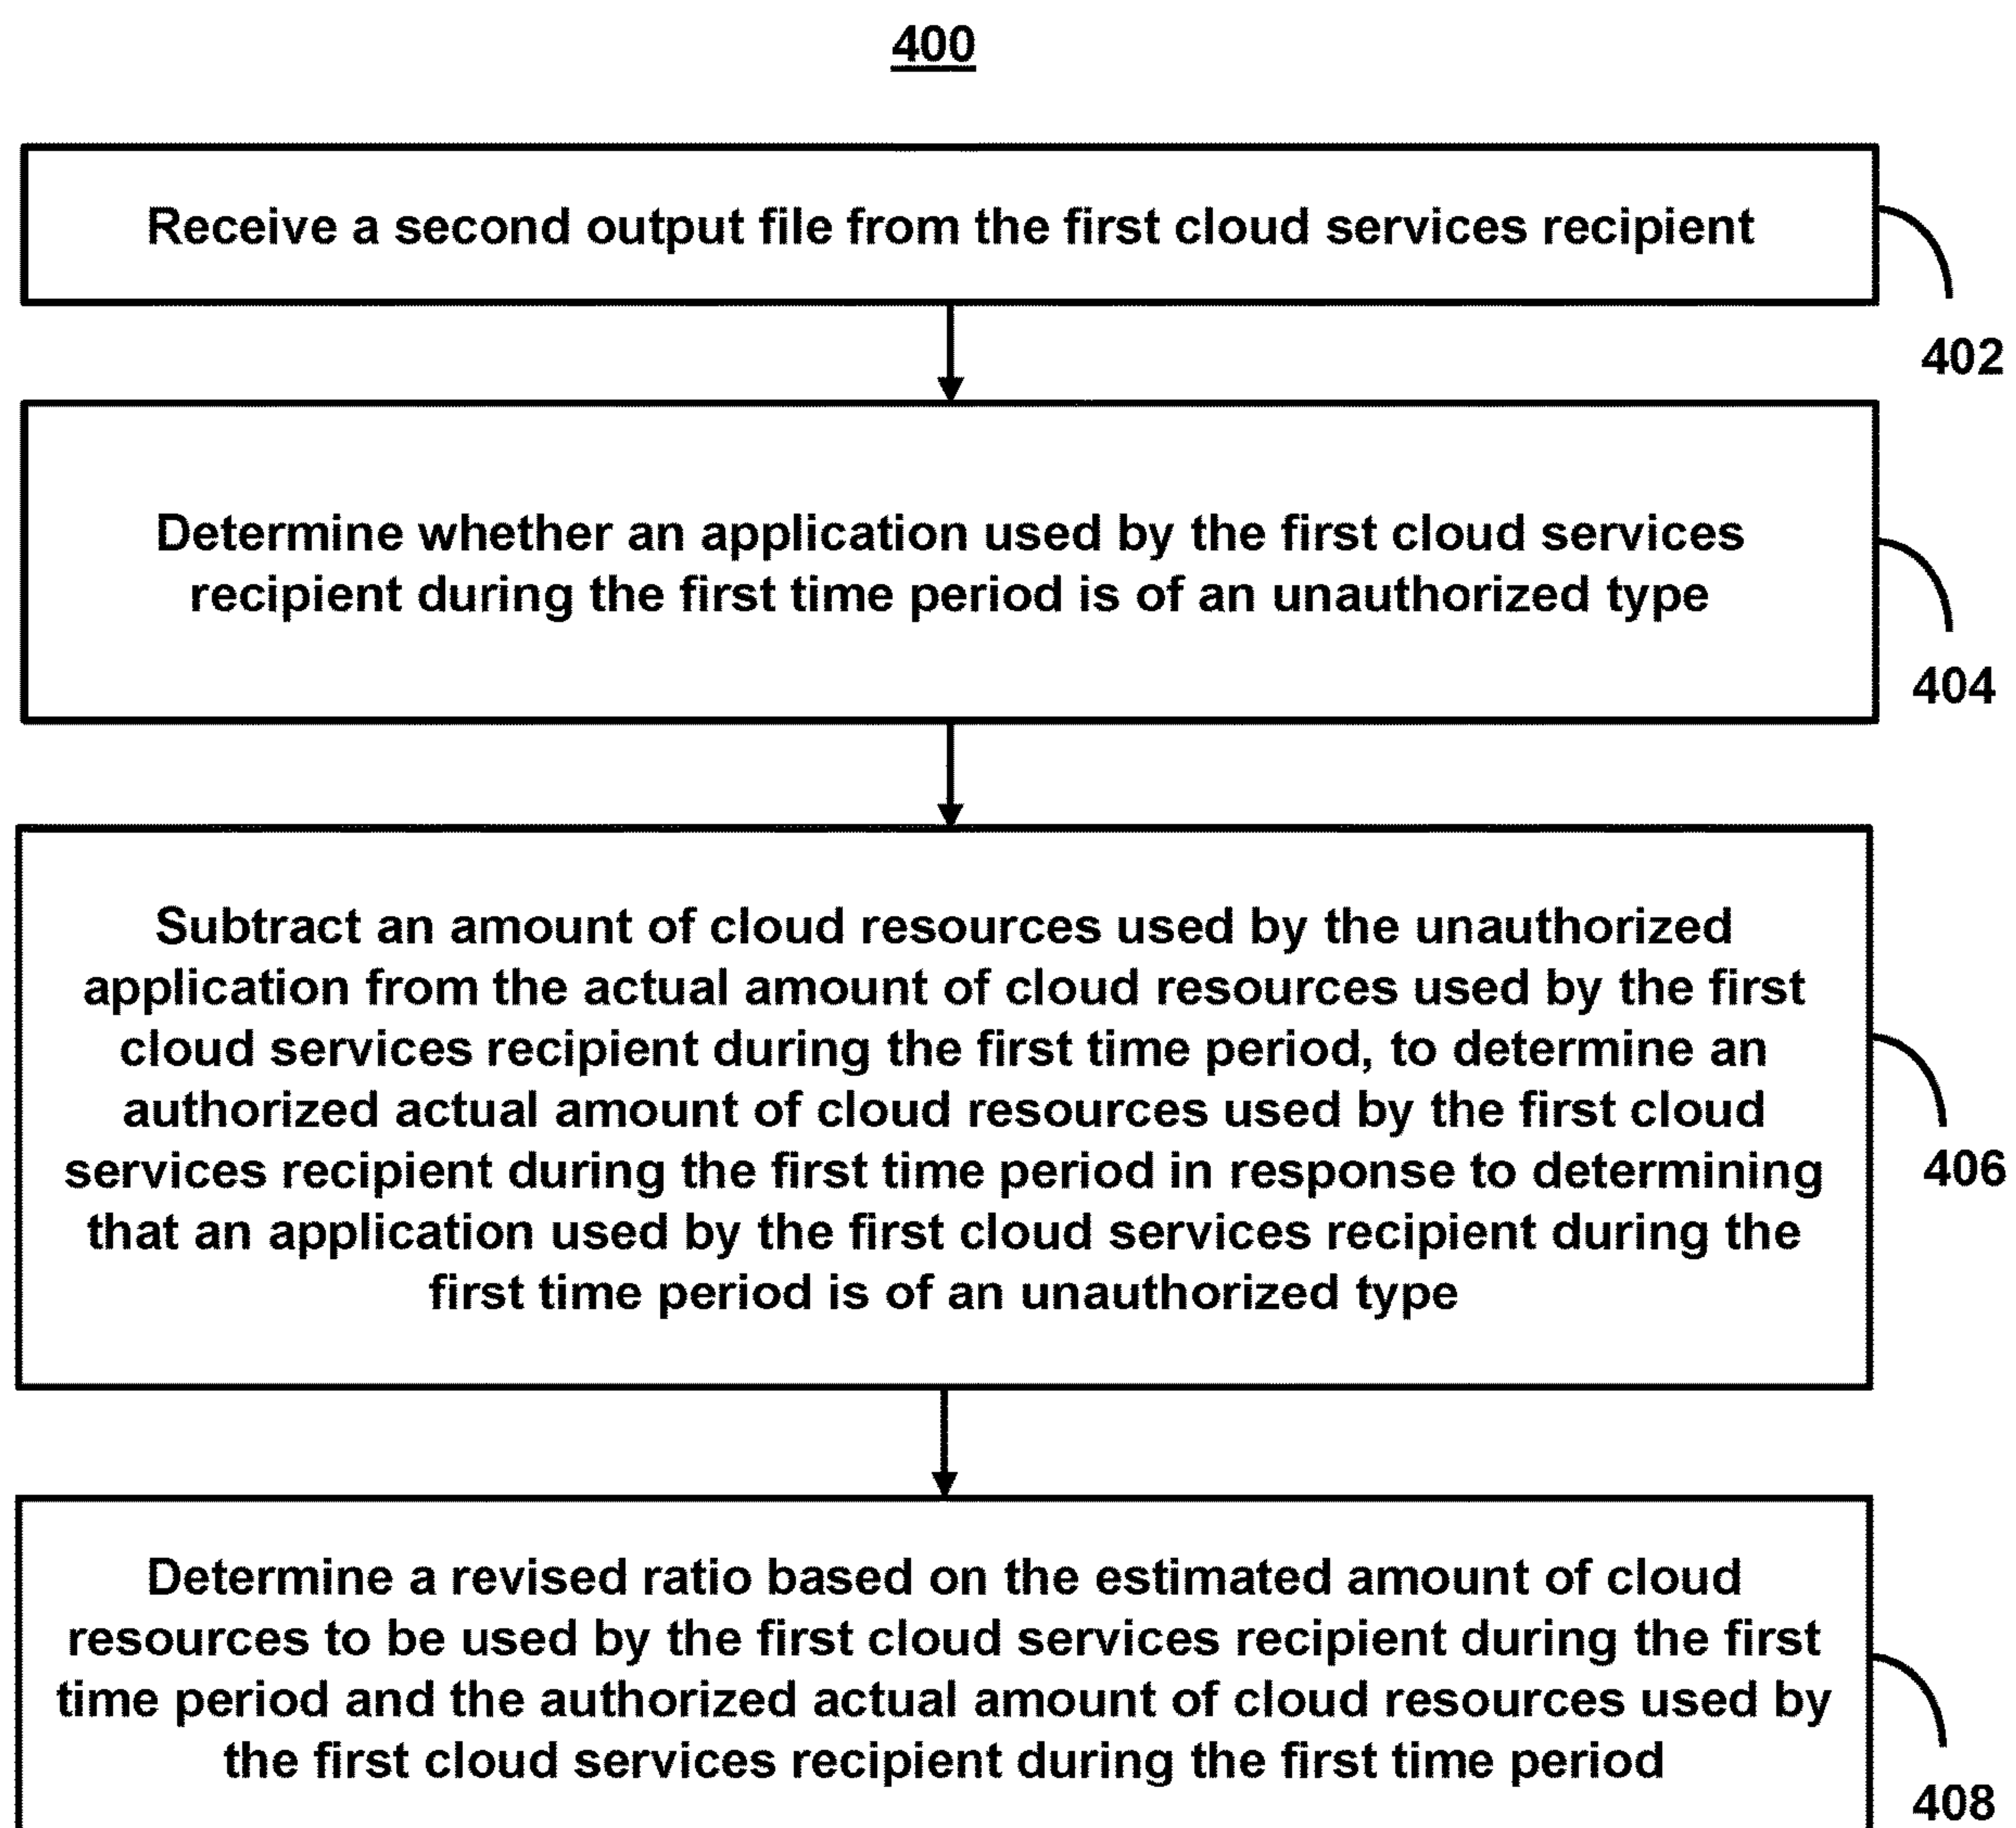 400
Receive a second output file from the first cloud services recipient
402
Determine whether an application used by the first cloud services
recipient during the first time period is of an unauthorized type
404
Subtract an amount of cloud resources used by the unauthorized
application from the actual amount of cloud resources used by the first
cloud services recipient during the first time period, to determine an
authorized actual amount of cloud resources used by the first cloud
services recipient during the first time period in response to determining
that an application used by the first cloud services recipient during the
first time period is of an unauthorized type
406
Determine a revised ratio based on the estimated amount of cloud
resources to be used by the first cloud services recipient during the first
time period and the authorized actual amount of cloud resources used by
the first cloud services recipient during the first time period
408